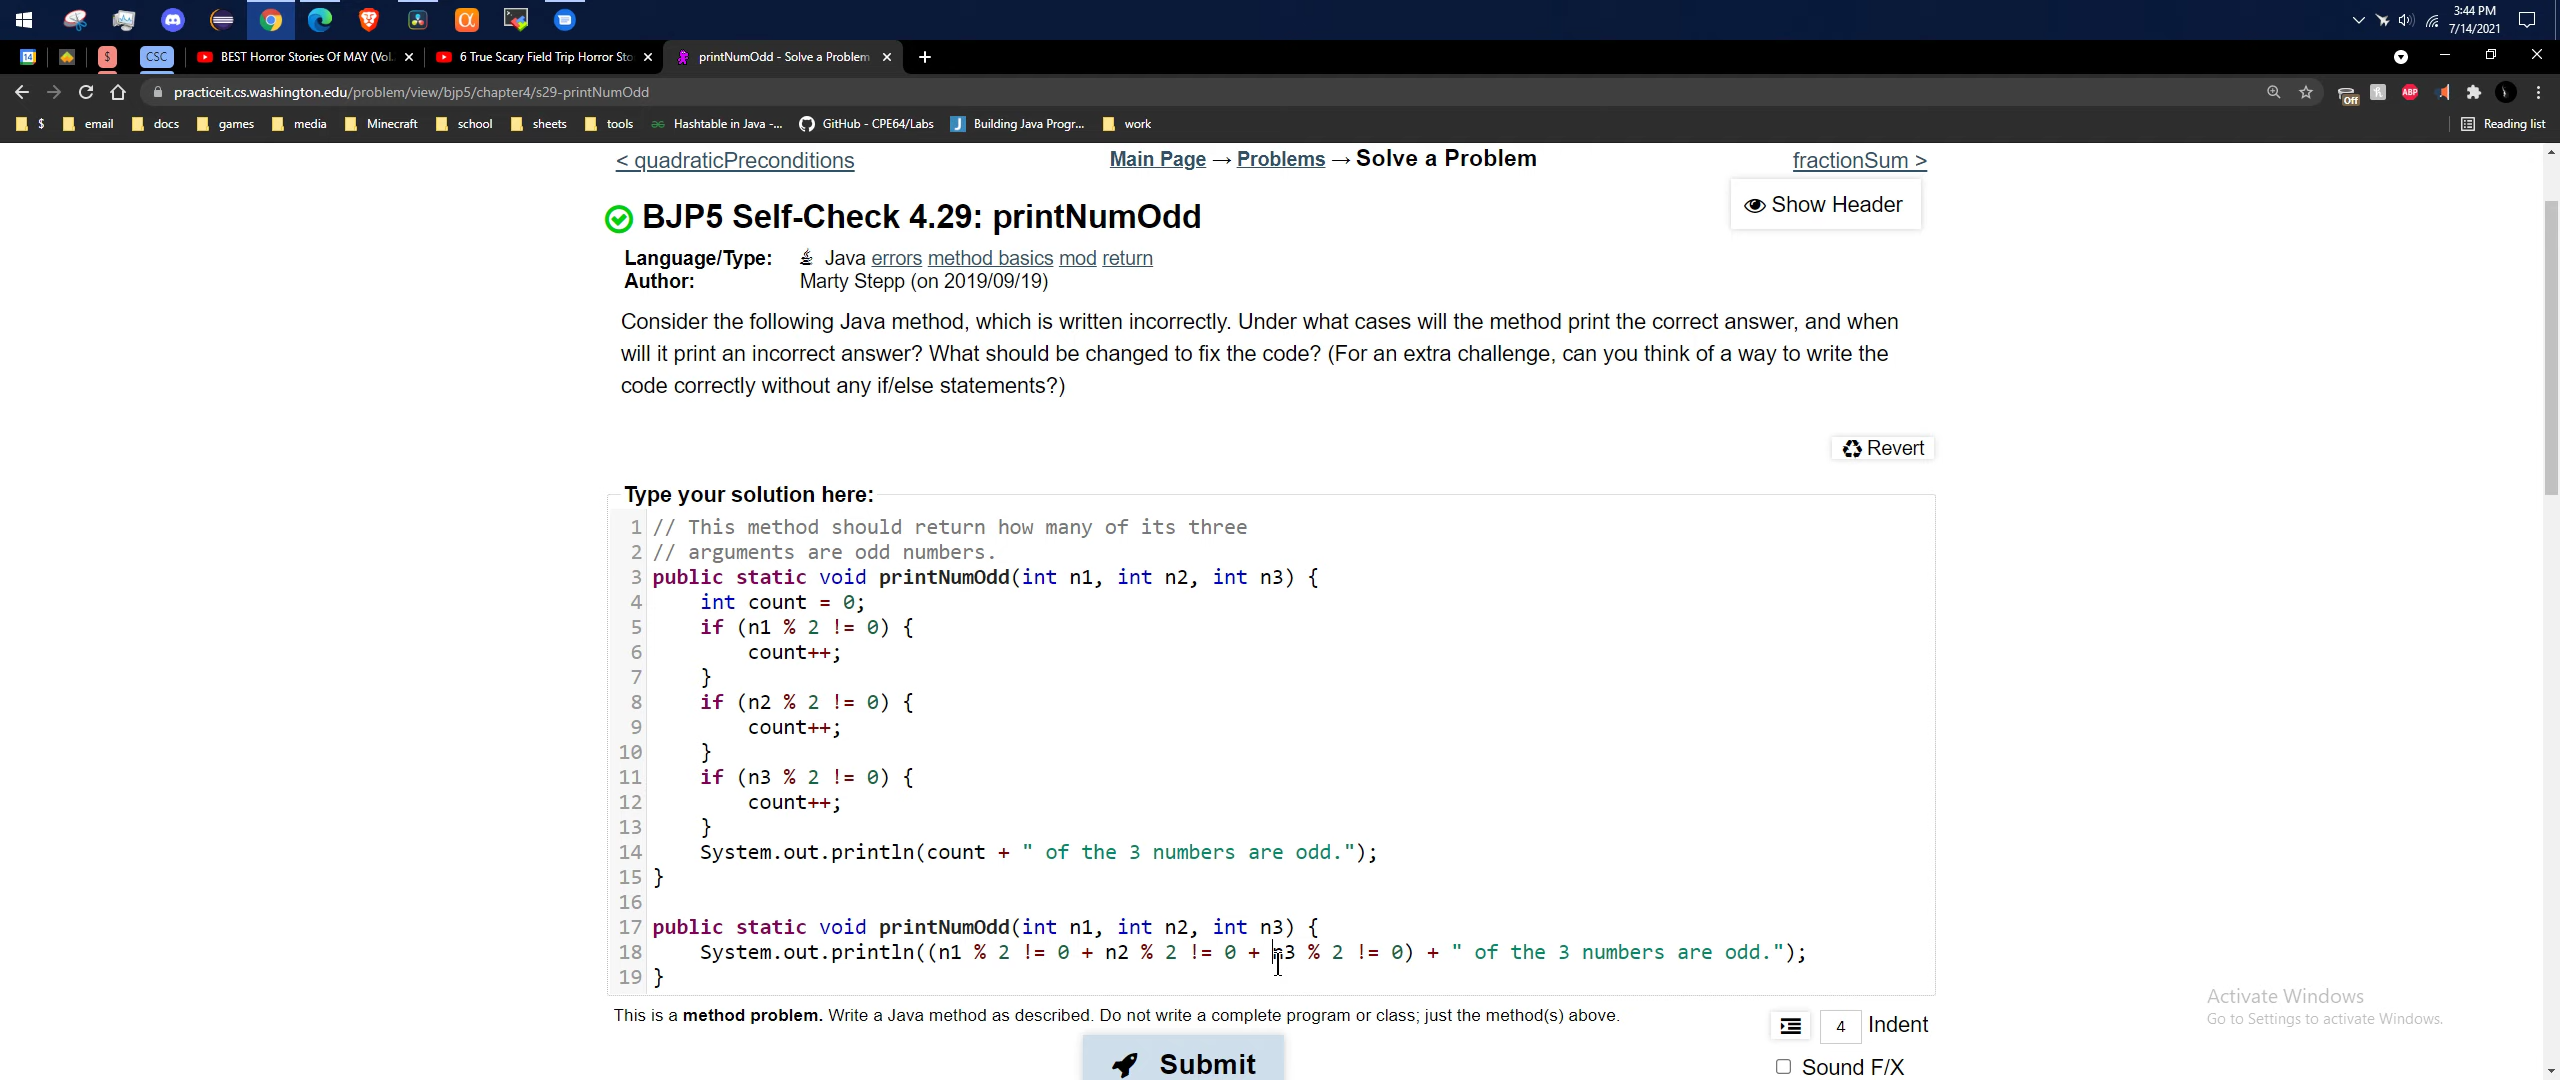 3:44 PM
7/14/2021
14
$
CSC
BEST Horror Stories Of MAY (Vol.
6 True Scary Field Trip Horror Sto
printNumOdd - Solve a Problem
practiceit.cs.washington.edu/problem/view/bjp5/chapter4/s29-printNumOdd
Off
ABP
$ email docs games media Minecraft school sheets tools Hashtable in Java -... GitHub - CPE64/Labs Building Java Progr... work Reading list
< quadraticPreconditions
Main Page → Problems → Solve a Problem
fractionSum >
Show Header
BJP5 Self-Check 4.29: printNumOdd
Language/Type: Java errors method basics mod return
Author: Marty Stepp (on 2019/09/19)
Consider the following Java method, which is written incorrectly. Under what cases will the method print the correct answer, and when
will it print an incorrect answer? What should be changed to fix the code? (For an extra challenge, can you think of a way to write the
code correctly without any if/else statements?)
Revert
Type your solution here:
1 // This method should return how many of its three
2 // arguments are odd numbers.
3 public static void printNumOdd(int n1, int n2, int n3) {
4 int count = 0;
5 if (n1 % 2 != 0) {
6 count++;
7 }
8 if (n2 % 2 != 0) {
9 count++;
10 }
11 if (n3 % 2 != 0) {
12 count++;
13 }
14 System.out.println(count + " of the 3 numbers are odd.");
15 }
16
17 public static void printNumOdd(int n1, int n2, int n3) {
18 System.out.println((n1 % 2 != 0 + n2 % 2 != 0 + n3 % 2 != 0) + " of the 3 numbers are odd.");
19 }
This is a method problem. Write a Java method as described. Do not write a complete program or class; just the method(s) above.
4 Indent
Sound F/X
Submit
Activate Windows
Go to Settings to activate Windows.